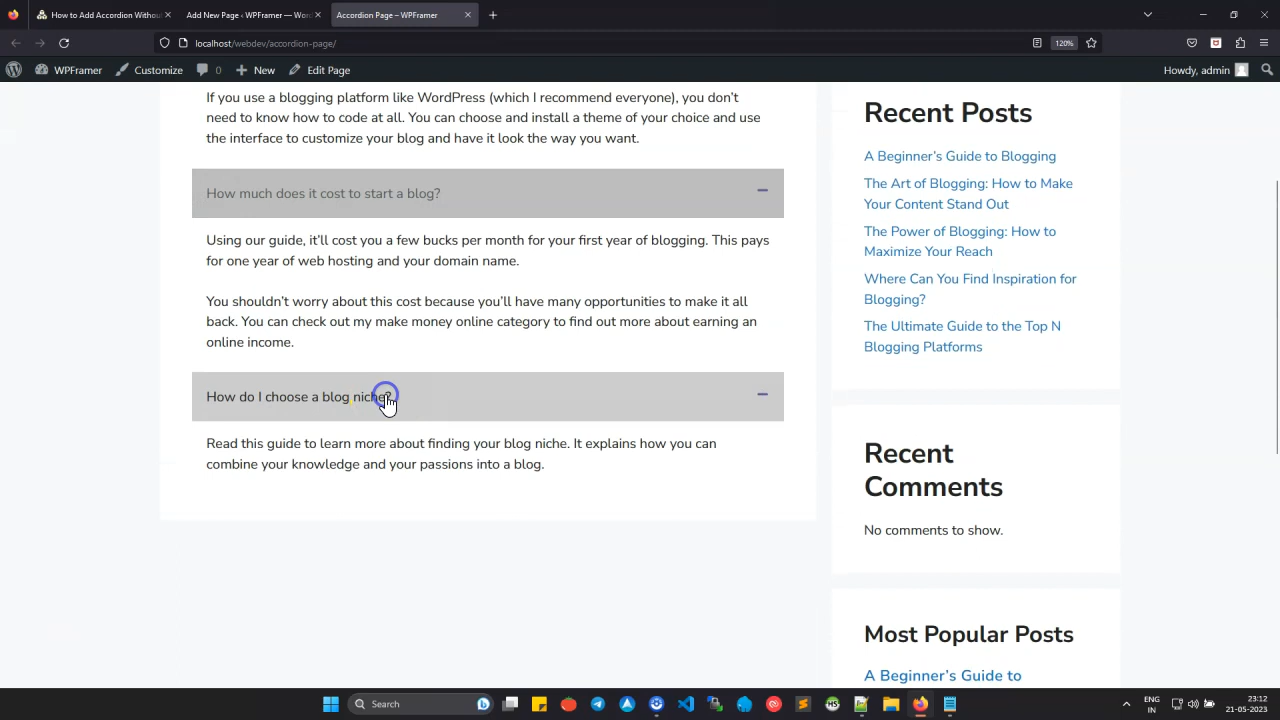 How to Add Accordion Withou
Add New Page ‹ WPFramer — Wor
Accordion Page – WPFramer
localhost/webdev/accordion-page/
120%
WPFramer
Customize
0
New
Edit Page
Howdy, admin
If you use a blogging platform like WordPress (which I recommend everyone), you don't
need to know how to code at all. You can choose and install a theme of your choice and use
the interface to customize your blog and have it look the way you want.
How much does it cost to start a blog?
Using our guide, it'll cost you a few bucks per month for your first year of blogging. This pays
for one year of web hosting and your domain name.
You shouldn't worry about this cost because you'll have many opportunities to make it all
back. You can check out my make money online category to find out more about earning an
online income.
How do I choose a blog niche?
Read this guide to learn more about finding your blog niche. It explains how you can
combine your knowledge and your passions into a blog.
Recent Posts
A Beginner's Guide to Blogging
The Art of Blogging: How to Make
Your Content Stand Out
The Power of Blogging: How to
Maximize Your Reach
Where Can You Find Inspiration for
Blogging?
The Ultimate Guide to the Top N
Blogging Platforms
Recent
Comments
No comments to show.
Most Popular Posts
A Beginner's Guide to
Search
ENG
IN
23:12
21-05-2023